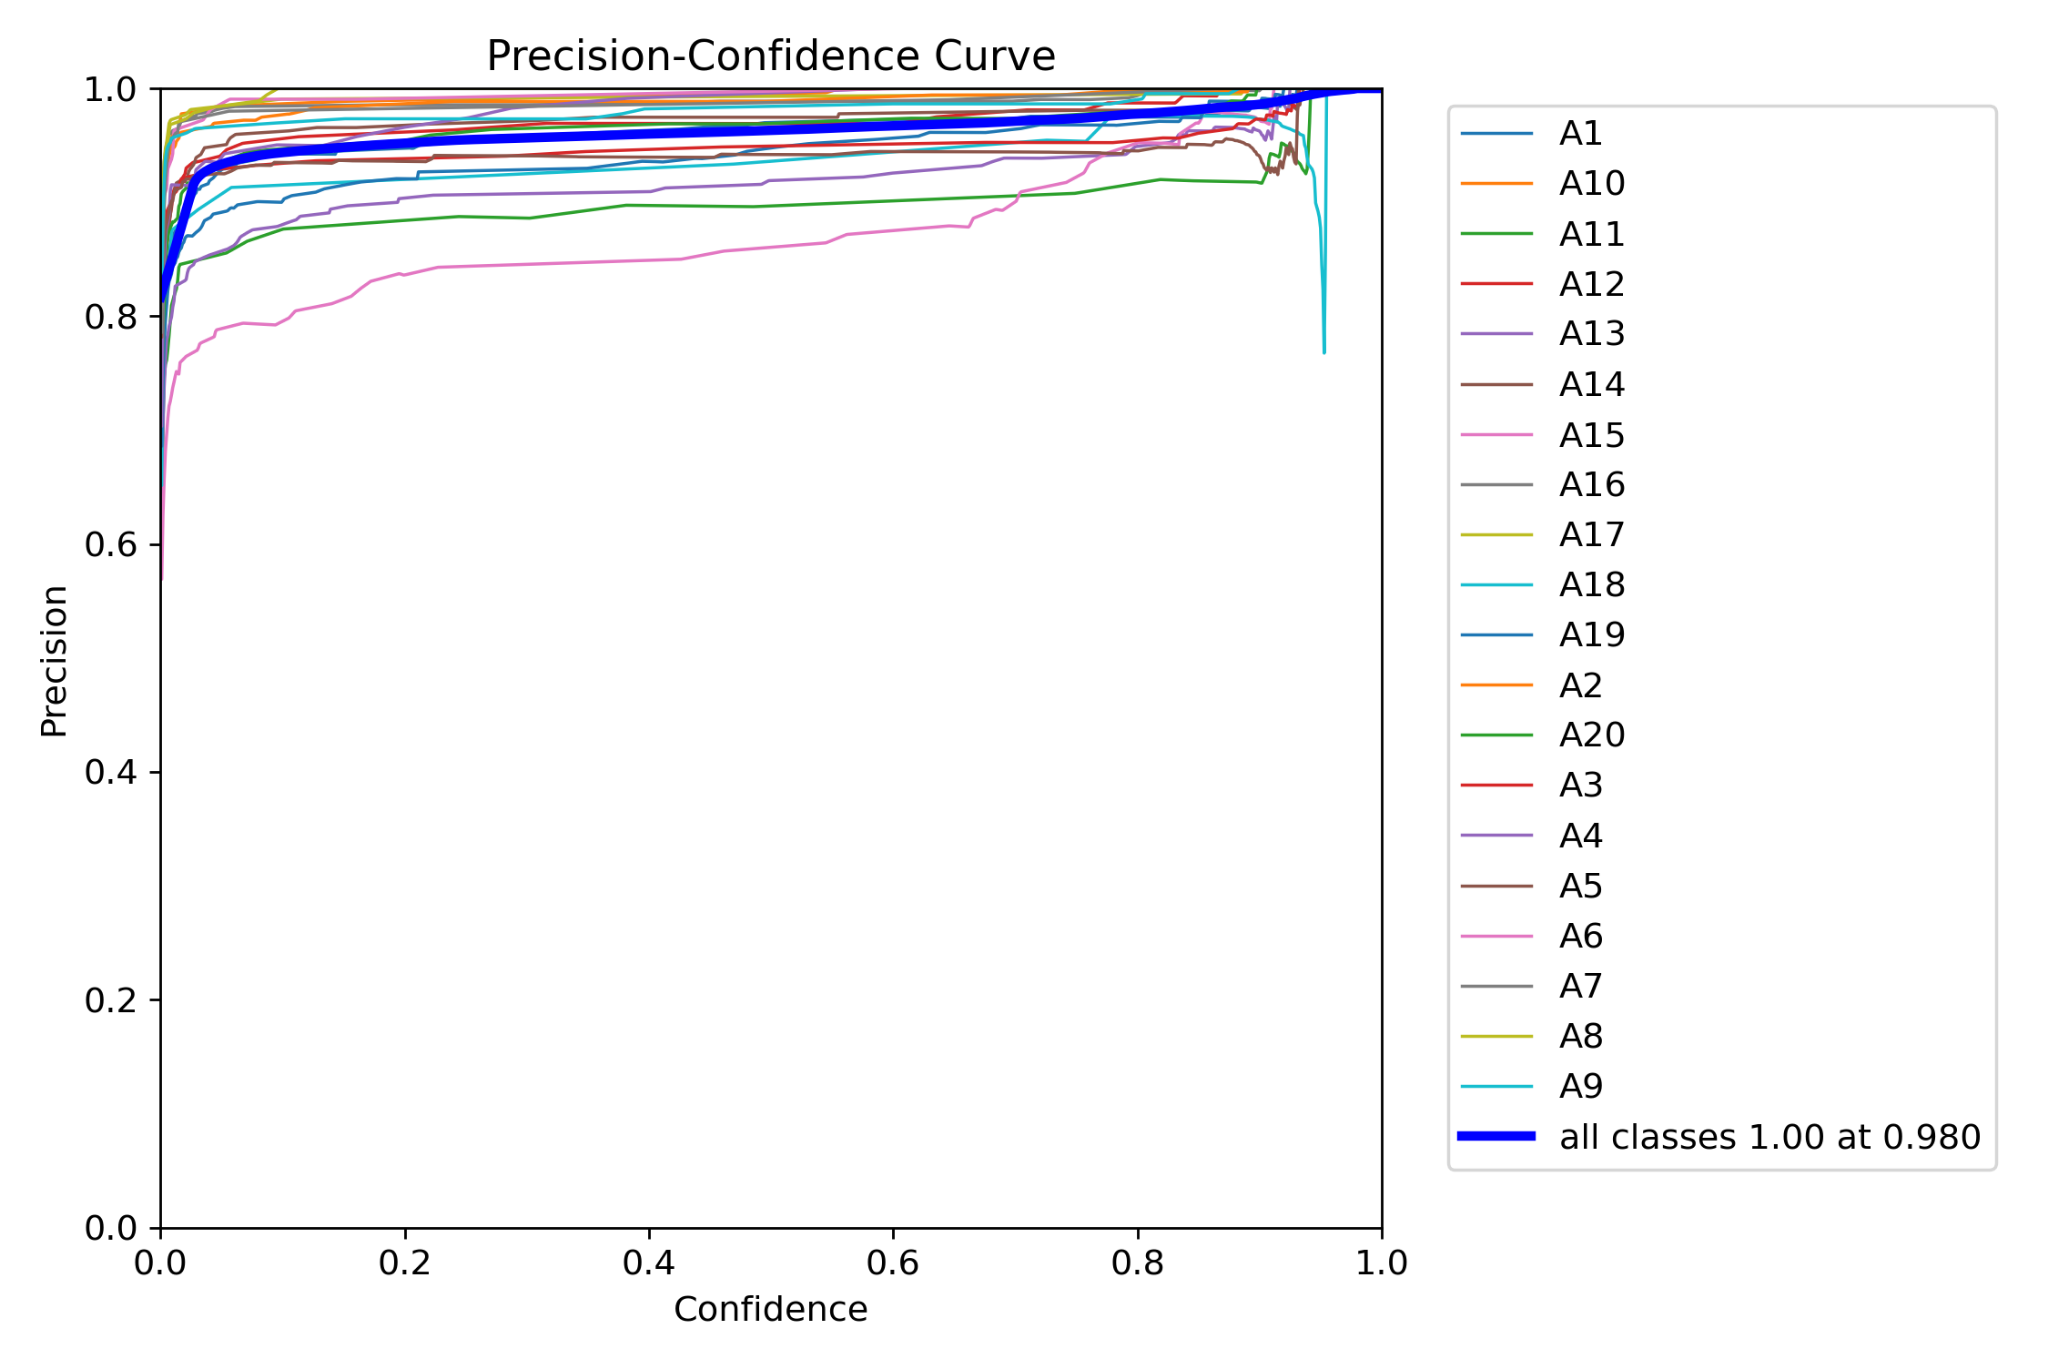 Precision-Confidence Curve
1.0
0.8
0.6
0.4
0.2
0.0
Precision
0.0 0.2 0.4 0.6 0.8 1.0
Confidence
A1
A10
A11
A12
A13
A14
A15
A16
A17
A18
A19
A2
A20
A3
A4
A5
A6
A7
A8
A9
all classes 1.00 at 0.980